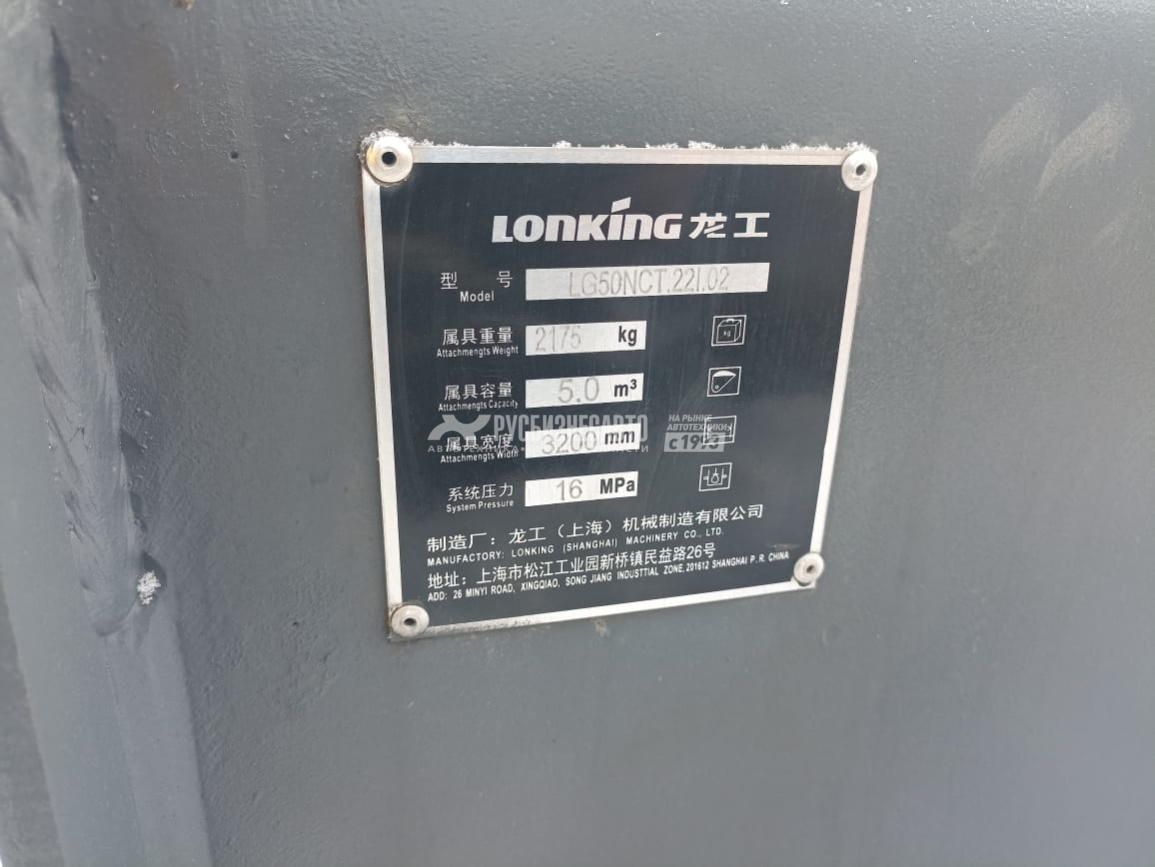 LONKING 龙工
型 号 LG50NCT.22I.02
Model
属具重量 2175 kg
Attachmengts Weight
属具容量 5.0 m³
Attachmengts Capacity
РУСБИЗНЕСАВТО
НА РЫНКЕ
АВТОТЕХНИКИ
с 1993
属具宽度 3200 mm
Attachmengts Width
系统压力 16 MPa
System Pressure
制造厂：龙工（上海）机械制造有限公司
MANUFACTORY: LONKING (SHANGHAI) MACHINERY CO., LTD.
地址：上海市松江工业园新桥镇民益路26号
ADD: 26 MINYI ROAD, XINGQIAO, SONG JIANG INDUSTTIAL ZONE, 201612 SHANGHAI P.R. CHINA